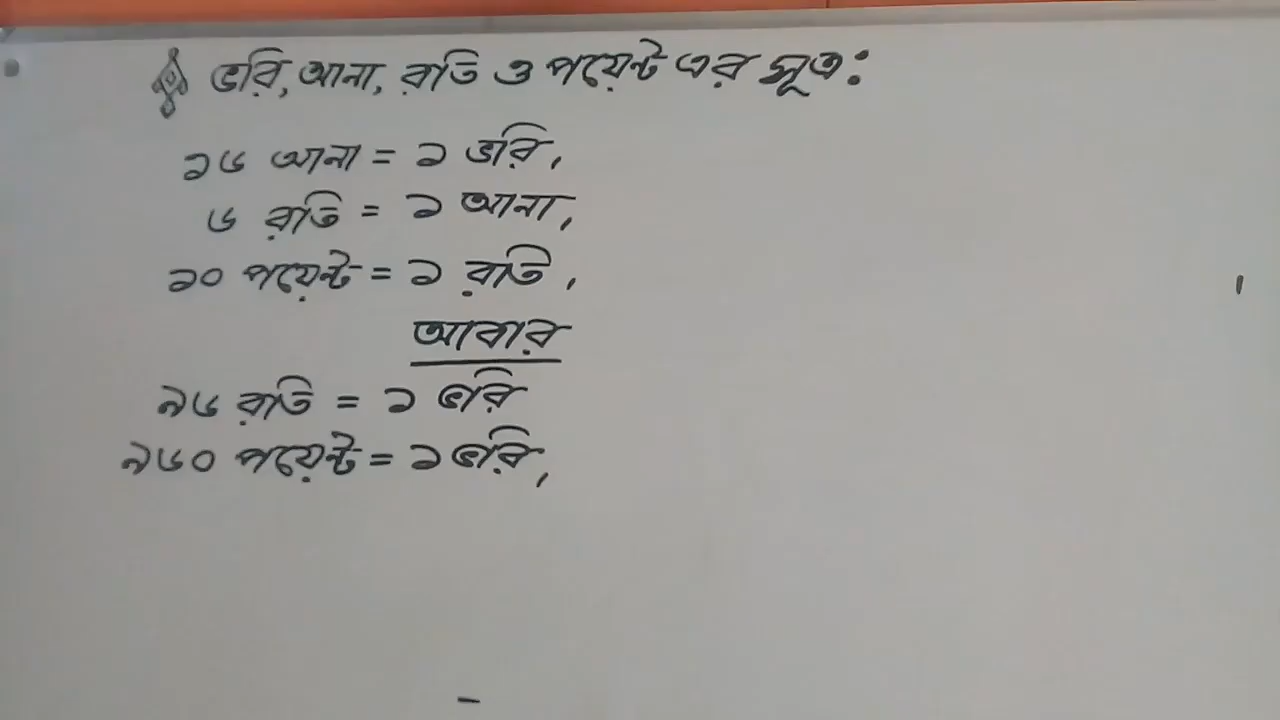 ভরি, আনা, রতি ও পয়েন্ট এর সূত্র:
১৬ আনা = ১ ভরি,
৬ রতি = ১ আনা,
১০ পয়েন্ট = ১ রতি,
আবার
৯৬ রতি = ১ ভরি
৯৬০ পয়েন্ট = ১ ভরি,